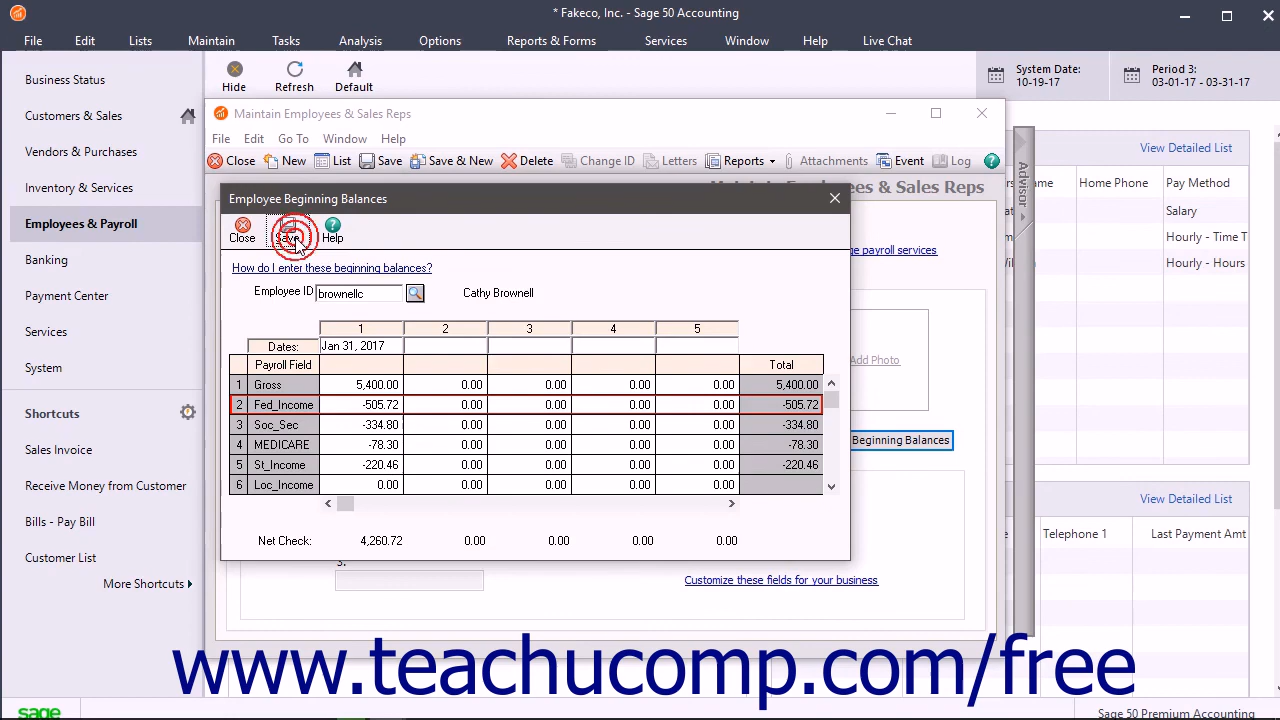 * Fakeco, Inc. - Sage 50 Accounting
File Edit Lists Maintain Tasks Analysis Options Reports & Forms Services Window Help Live Chat
Business Status
Customers & Sales
Vendors & Purchases
Inventory & Services
Employees & Payroll
Banking
Payment Center
Services
System
Shortcuts
Sales Invoice
Receive Money from Customer
Bills - Pay Bill
Customer List
More Shortcuts
Hide Refresh Default
System Date:
10-19-17
Period 3:
03-01-17 - 03-31-17
Maintain Employees & Sales Reps
File Edit Go To Window Help
Close New List Save Save & New Delete Change ID Letters Reports Attachments Event Log
Maintain Employees & Sales Reps
Employee Beginning Balances
Close Save Help
How do I enter these beginning balances?
Employee ID brownellc Cathy Brownell
1 2 3 4 5
Dates: Jan 31, 2017
Payroll Field Total
1 Gross 5,400.00 0.00 0.00 0.00 0.00 5,400.00
2 Fed_Income -505.72 0.00 0.00 0.00 0.00 -505.72
3 Soc_Sec -334.80 0.00 0.00 0.00 0.00 -334.80
4 MEDICARE -78.30 0.00 0.00 0.00 0.00 -78.30
5 St_Income -220.46 0.00 0.00 0.00 0.00 -220.46
6 Loc_Income 0.00 0.00 0.00 0.00 0.00
Net Check: 4,260.72 0.00 0.00 0.00 0.00
payroll services
Add Photo
Beginning Balances
3.
Customize these fields for your business
Advisor
View Detailed List
Home Phone Pay Method
Salary
Hourly - Time T
Hourly - Hours
View Detailed List
Telephone 1 Last Payment Amt
www.teachucomp.com/free
sage
Sage 50 Premium Accounting